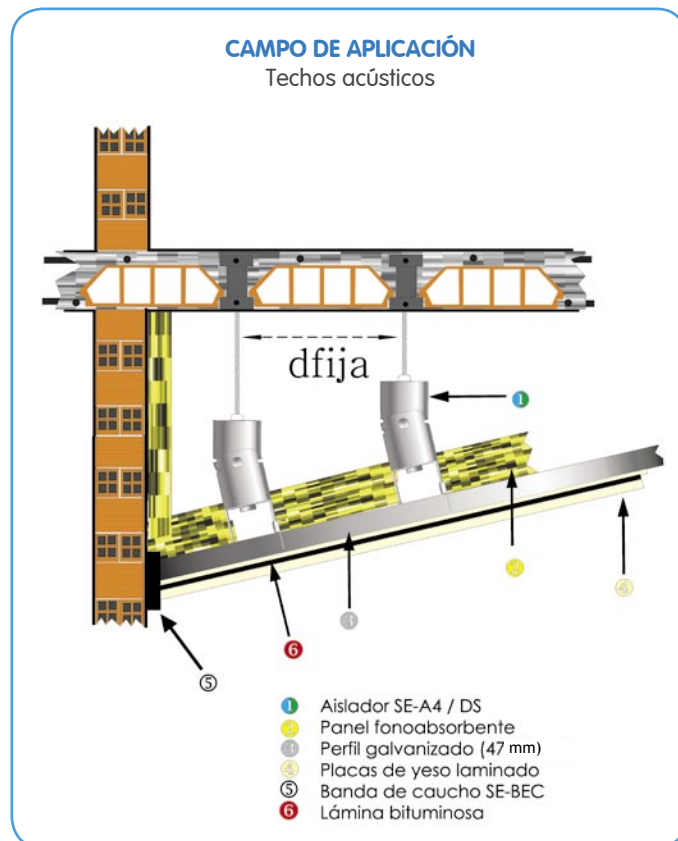 CAMPO DE APLICACIÓN
Techos acústicos
dfija
1
2
4
3
6
5
1 Aislador SE-A4 / DS
2 Panel fonoabsorbente
3 Perfil galvanizado (47 mm)
4 Placas de yeso laminado
5 Banda de caucho SE-BEC
6 Lámina bituminosa